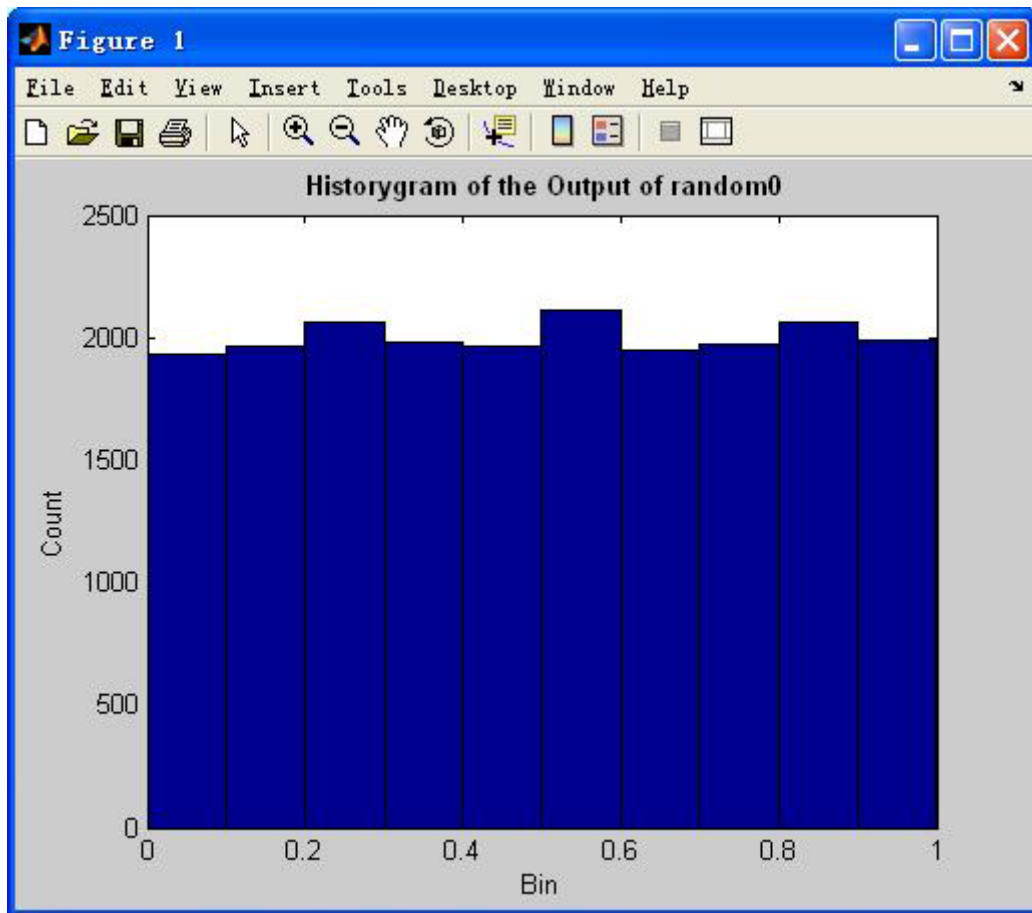 Figure 1
File Edit View Insert Tools Desktop Window Help
Historygram of the Output of random0
2500
2000
1500
1000
500
0
Count
0 0.2 0.4 0.6 0.8 1
Bin